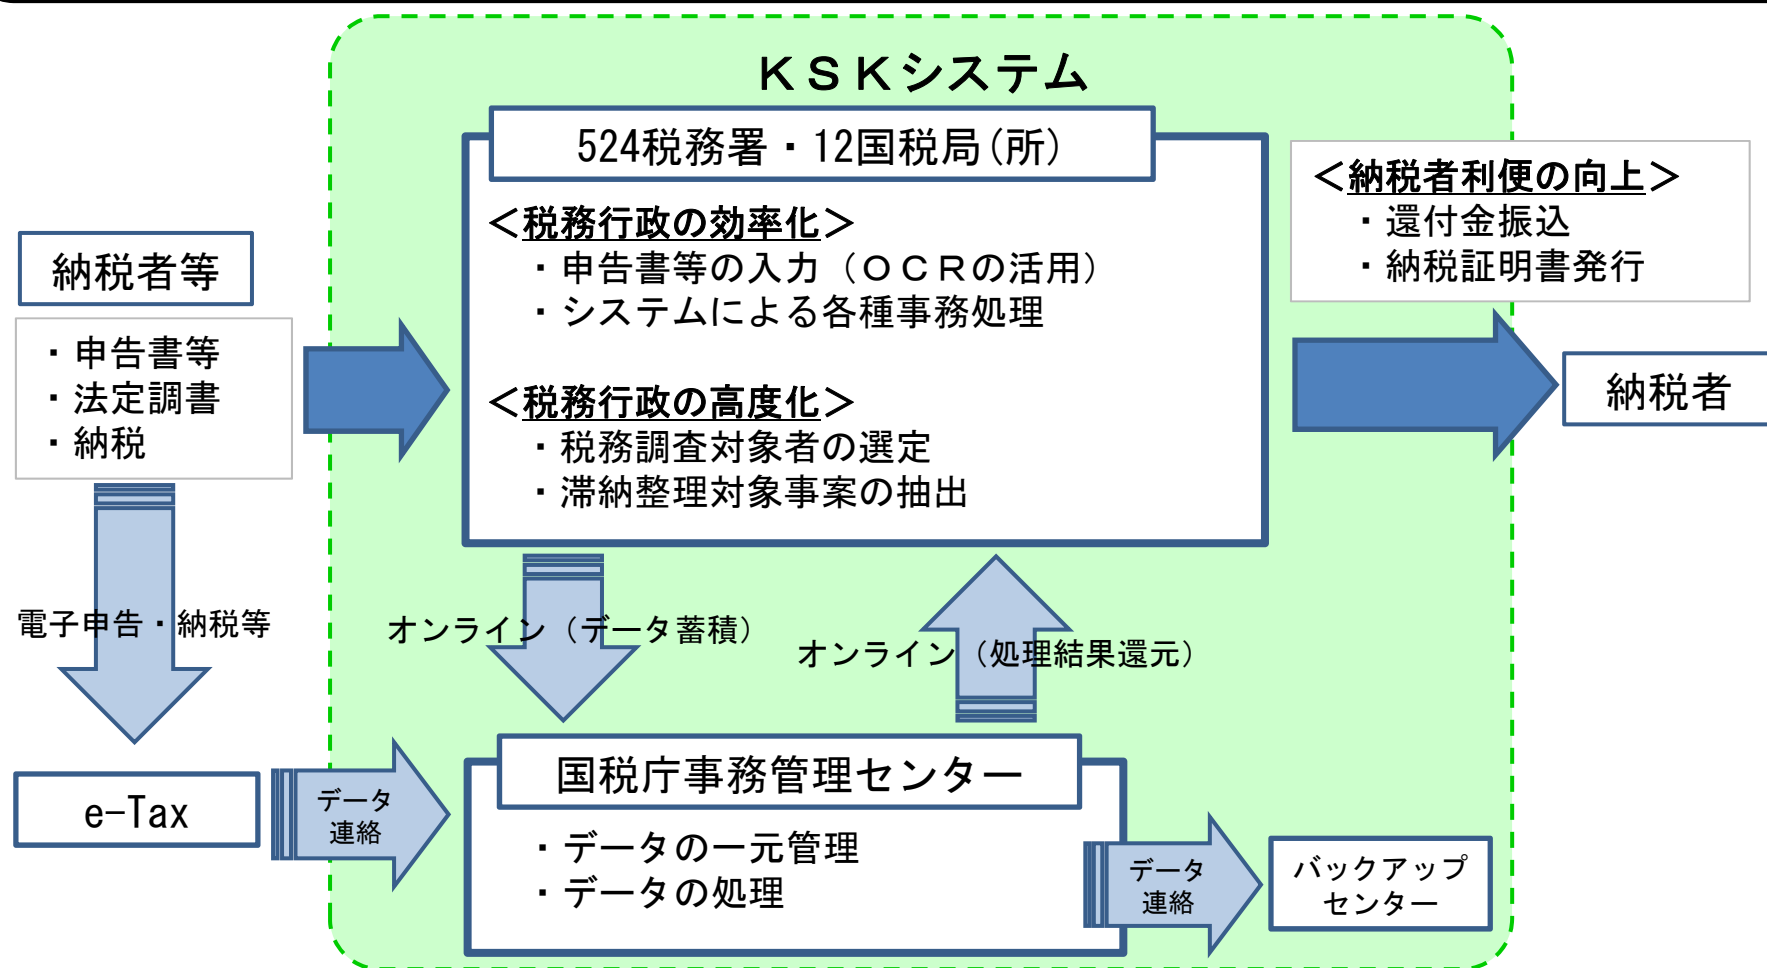 ＫＳＫシステム
524税務署・12国税局(所)
＜税務行政の効率化＞
・申告書等の入力（ＯＣＲの活用）
・システムによる各種事務処理
＜税務行政の高度化＞
・税務調査対象者の選定
・滞納整理対象事案の抽出
納税者等
・申告書等
・法定調書
・納税
＜納税者利便の向上＞
・還付金振込
・納税証明書発行
納税者
電子申告・納税等
オンライン（データ蓄積）
オンライン（処理結果還元）
e-Tax
データ
連絡
国税庁事務管理センター
・データの一元管理
・データの処理
データ
連絡
バックアップ
センター